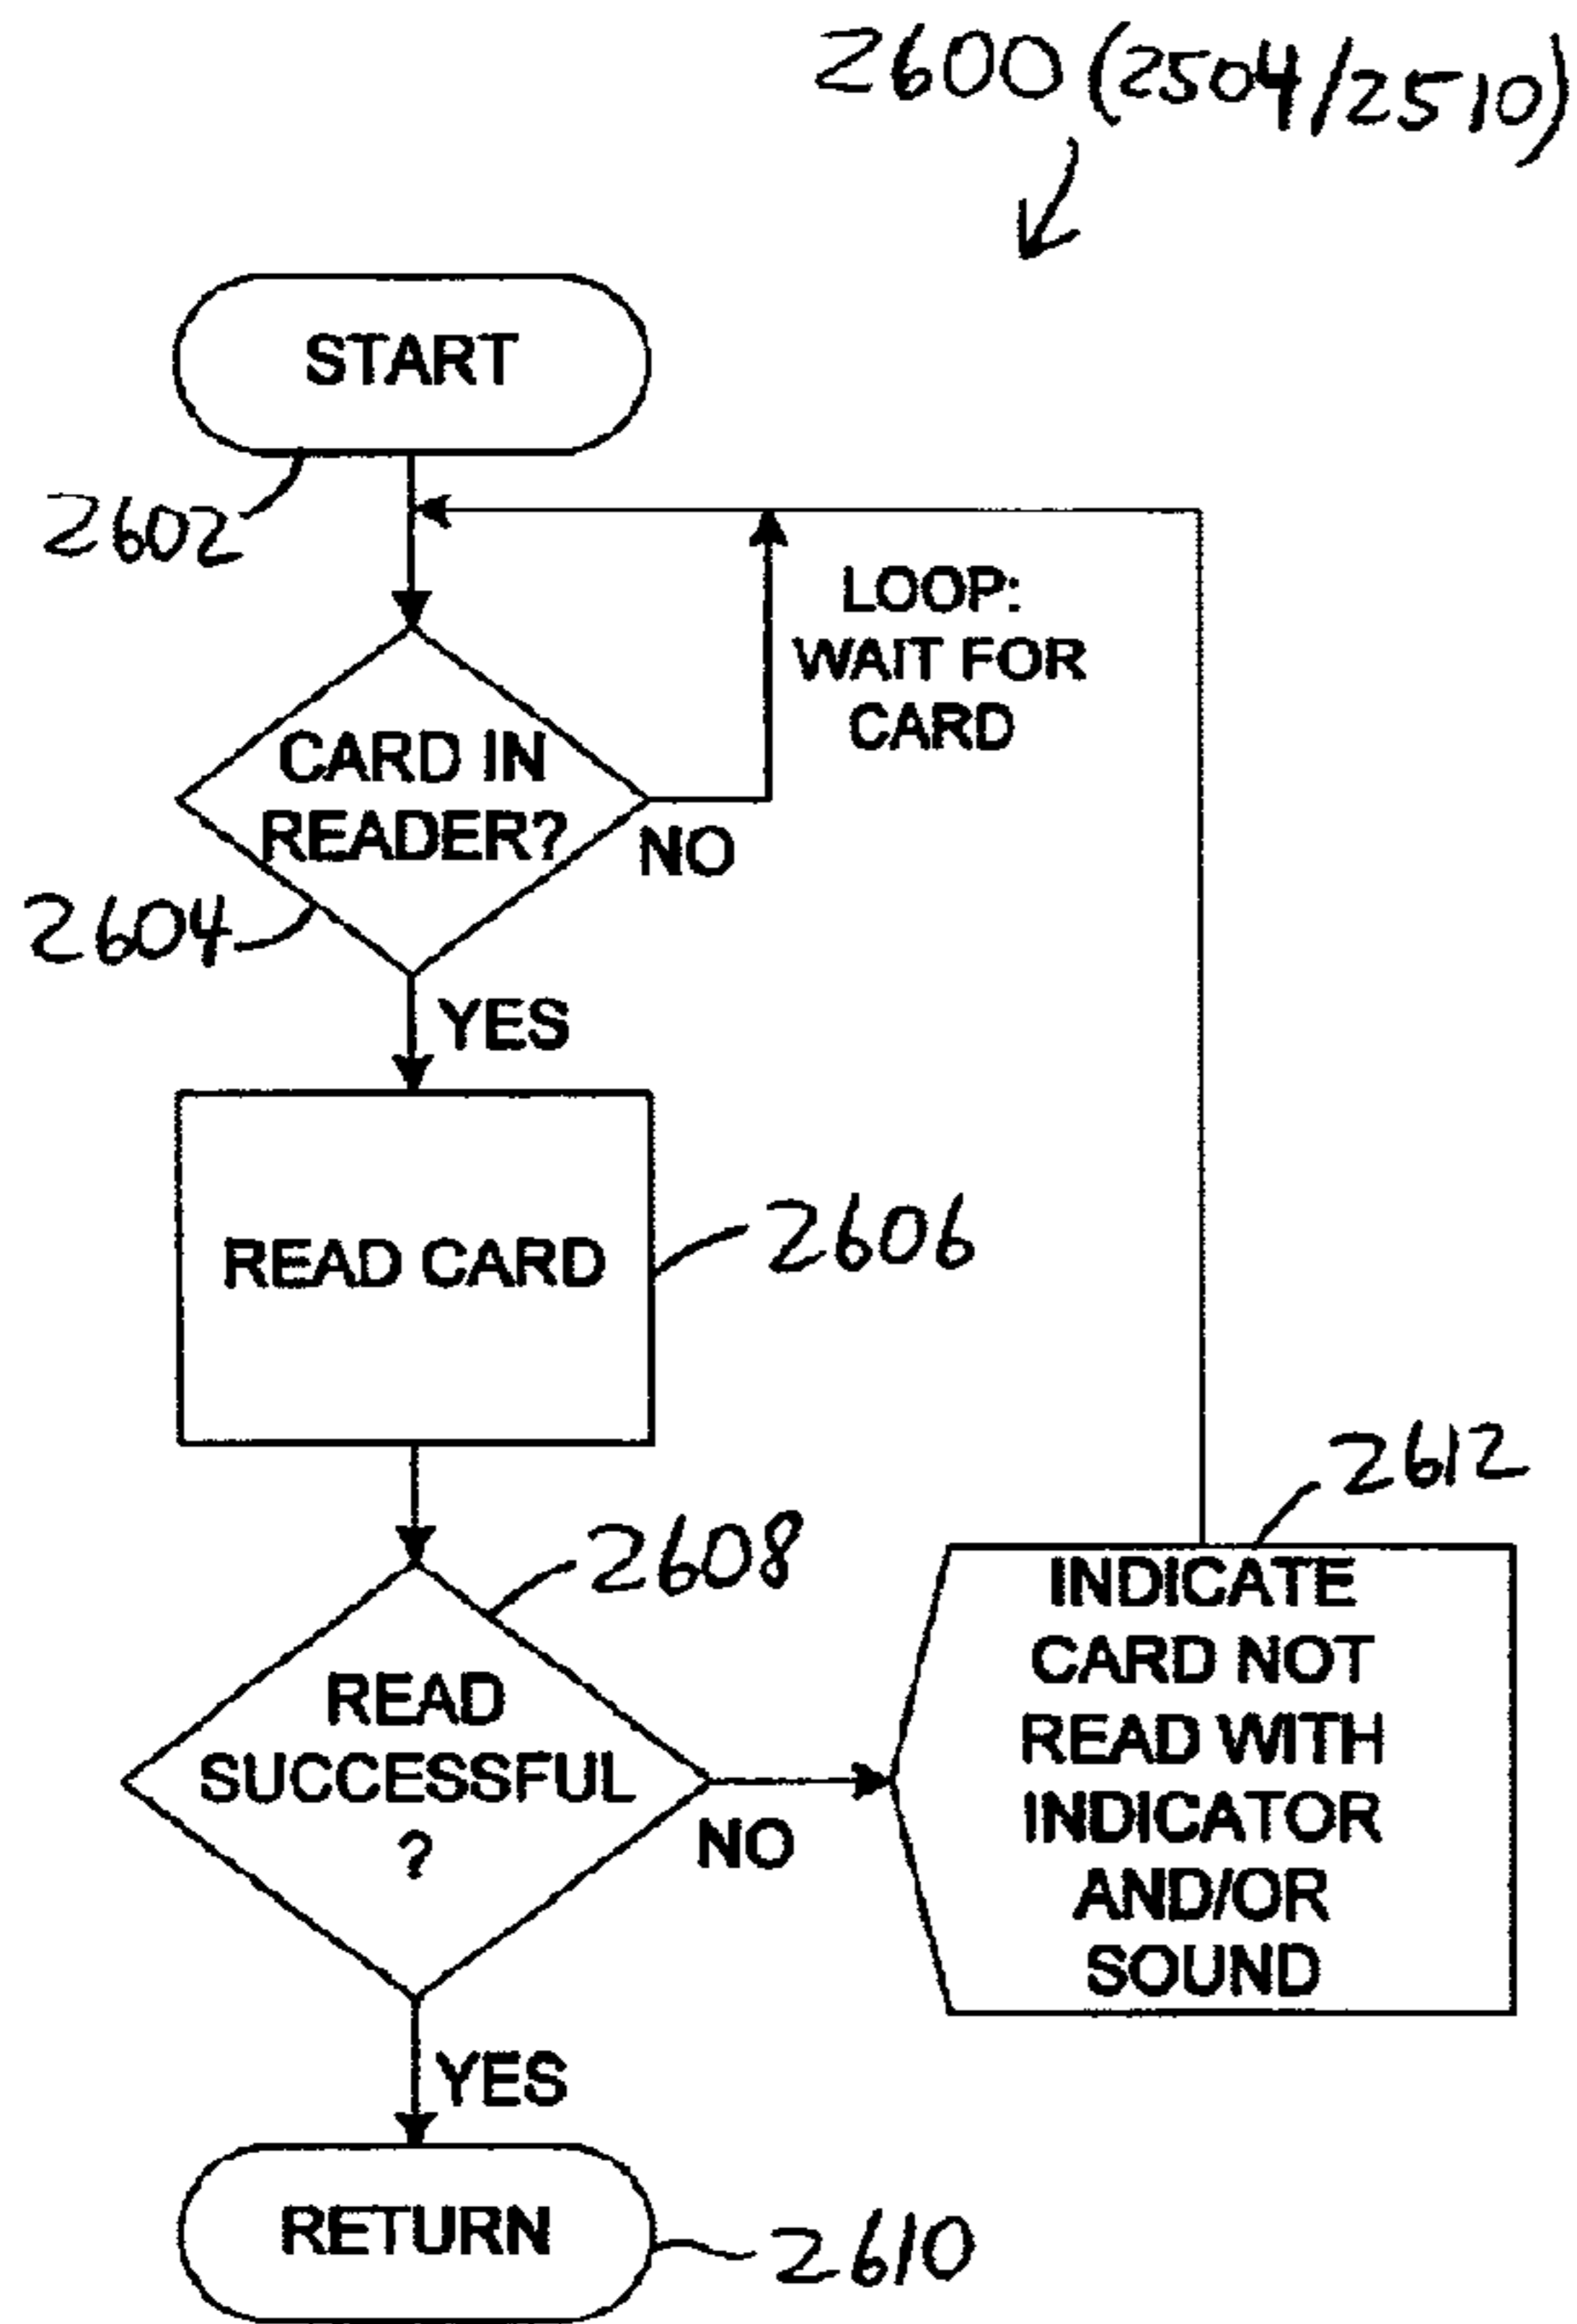 2600 (2504/2510)
START
2602
LOOP:
WAIT FOR
CARD
CARD IN
READER?
NO
2604
YES
READ CARD
2606
2608
READ
SUCCESSFUL
?
NO
2612
INDICATE
CARD NOT
READ WITH
INDICATOR
AND/OR
SOUND
YES
RETURN
2610